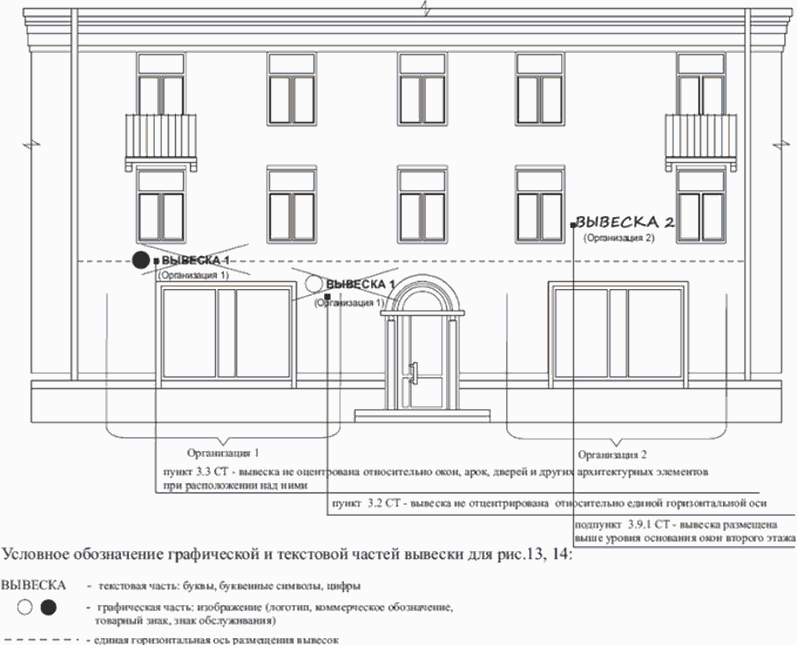 ВЫВЕСКА 2
(Организация 2)
ВЫВЕСКА 1
(Организация 1)
ВЫВЕСКА 1
(Организация 1)
Организация 1
Организация 2
пункт 3.3 СТ - вывеска не оцентрована относительно окон, арок, дверей и других архитектурных элементов
при расположении над ними
пункт 3.2 СТ - вывеска не отцентрирована относительно единой горизонтальной оси
подпункт 3.9.1 СТ - вывеска размещена
выше уровня основания окон второго этажа
Условное обозначение графической и текстовой частей вывески для рис.13, 14:
ВЫВЕСКА - текстовая часть: буквы, буквенные символы, цифры
- графическая часть: изображение (логотип, коммерческое обозначение,
товарный знак, знак обслуживания)
- единая горизонтальная ось размещения вывесок